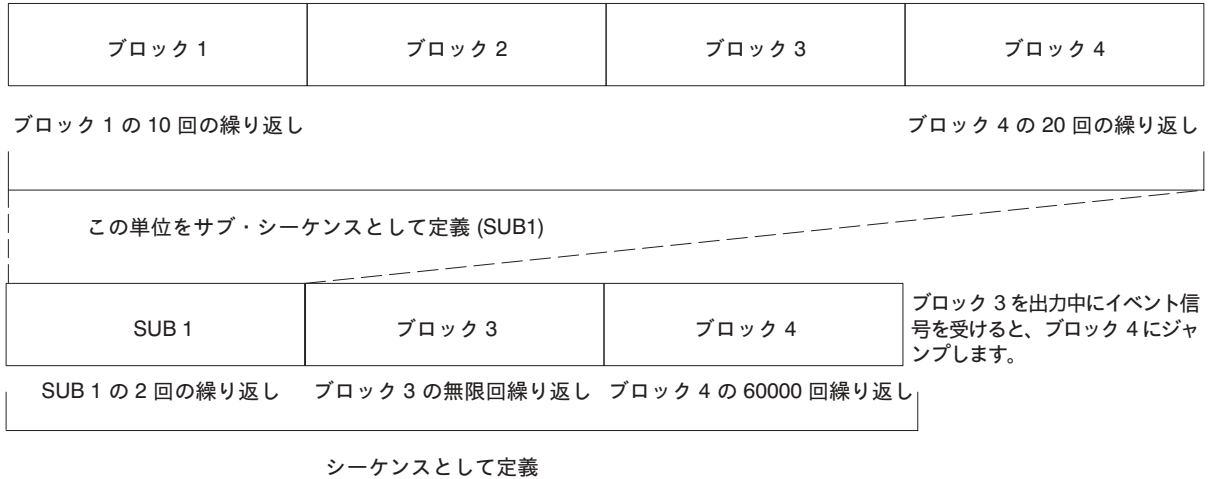 ブロック 1
ブロック 2
ブロック 3
ブロック 4
ブロック 1 の 10 回の繰り返し
ブロック 4 の 20 回の繰り返し
この単位をサブ・シーケンスとして定義 (SUB1)
SUB 1
ブロック 3
ブロック 4
ブロック 3 を出力中にイベント信
号を受けると、ブロック 4 にジャ
ンプします。
SUB 1 の 2 回の繰り返し
ブロック 3 の無限回繰り返し
ブロック 4 の 60000 回繰り返し
シーケンスとして定義